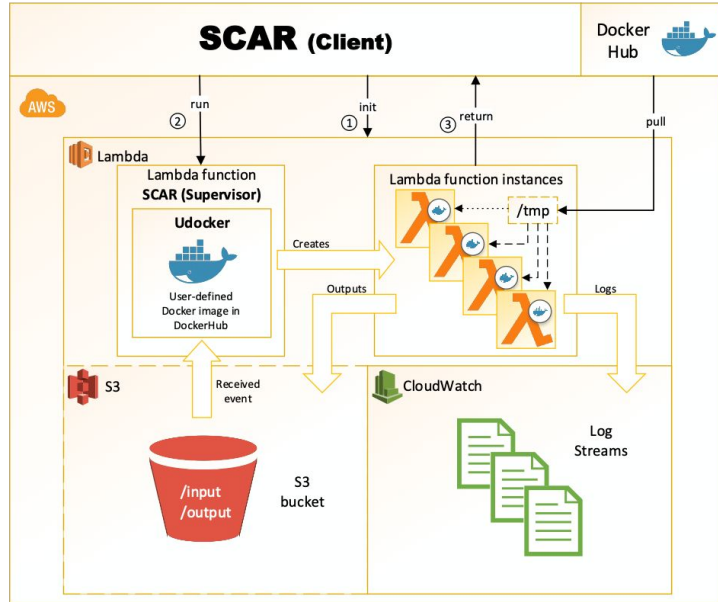 SCAR (Client)
Docker
Hub
AWS
run
②
init
①
③
return
pull
Lambda
Lambda function
SCAR (Supervisor)
Udocker
User-defined
Docker image in
DockerHub
Lambda function instances
/tmp
Creates
Outputs
Logs
S3
Received
event
CloudWatch
/input
/output
S3
bucket
Log
Streams